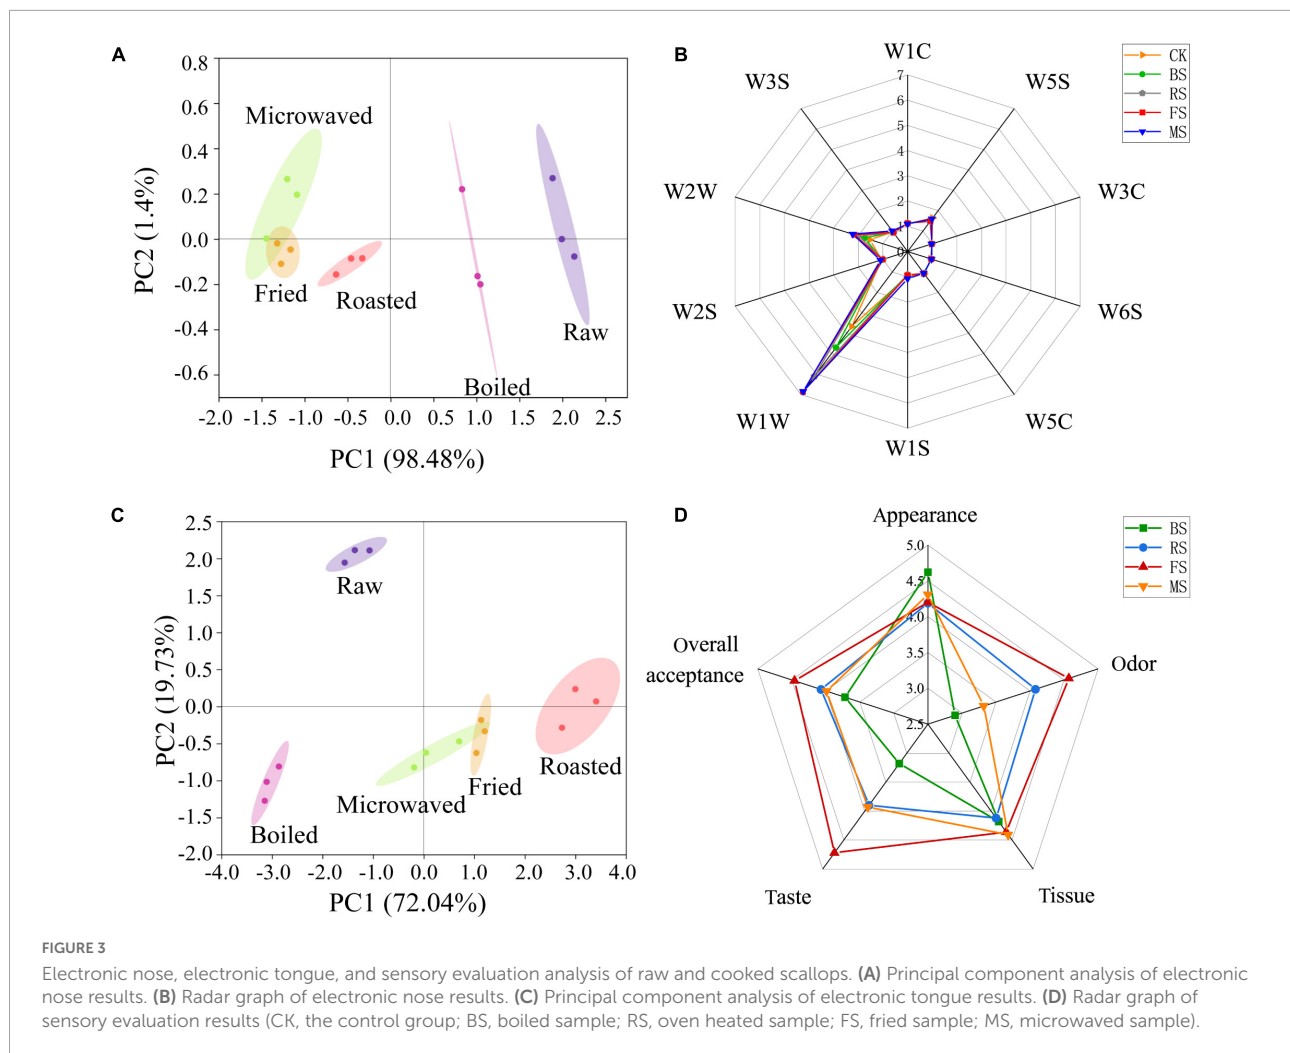 A
0.8
0.6
0.4
0.2
0.0
-0.2
-0.4
-0.6
PC2 (1.4%)
Microwaved
Fried
Roasted
Boiled
Raw
-2.0 -1.5 -1.0 -0.5 0.0 0.5 1.0 1.5 2.0 2.5
PC1 (98.48%)
B
W1C
W5S
W3C
W6S
W5C
W1S
W1W
W2S
W2W
W3S
7
6
5
4
3
2
1
0
CK
BS
RS
FS
MS
C
2.5
2.0
1.5
1.0
0.5
0.0
-0.5
-1.0
-1.5
-2.0
PC2 (19.73%)
Raw
Roasted
Fried
Microwaved
Boiled
-4.0 -3.0 -2.0 -1.0 0.0 1.0 2.0 3.0 4.0
PC1 (72.04%)
D
Appearance
Odor
Tissue
Taste
Overall
acceptance
5.0
4.5
4.0
3.5
3.0
2.5
BS
RS
FS
MS
FIGURE 3
Electronic nose, electronic tongue, and sensory evaluation analysis of raw and cooked scallops. (A) Principal component analysis of electronic
nose results. (B) Radar graph of electronic nose results. (C) Principal component analysis of electronic tongue results. (D) Radar graph of
sensory evaluation results (CK, the control group; BS, boiled sample; RS, oven heated sample; FS, fried sample; MS, microwaved sample).